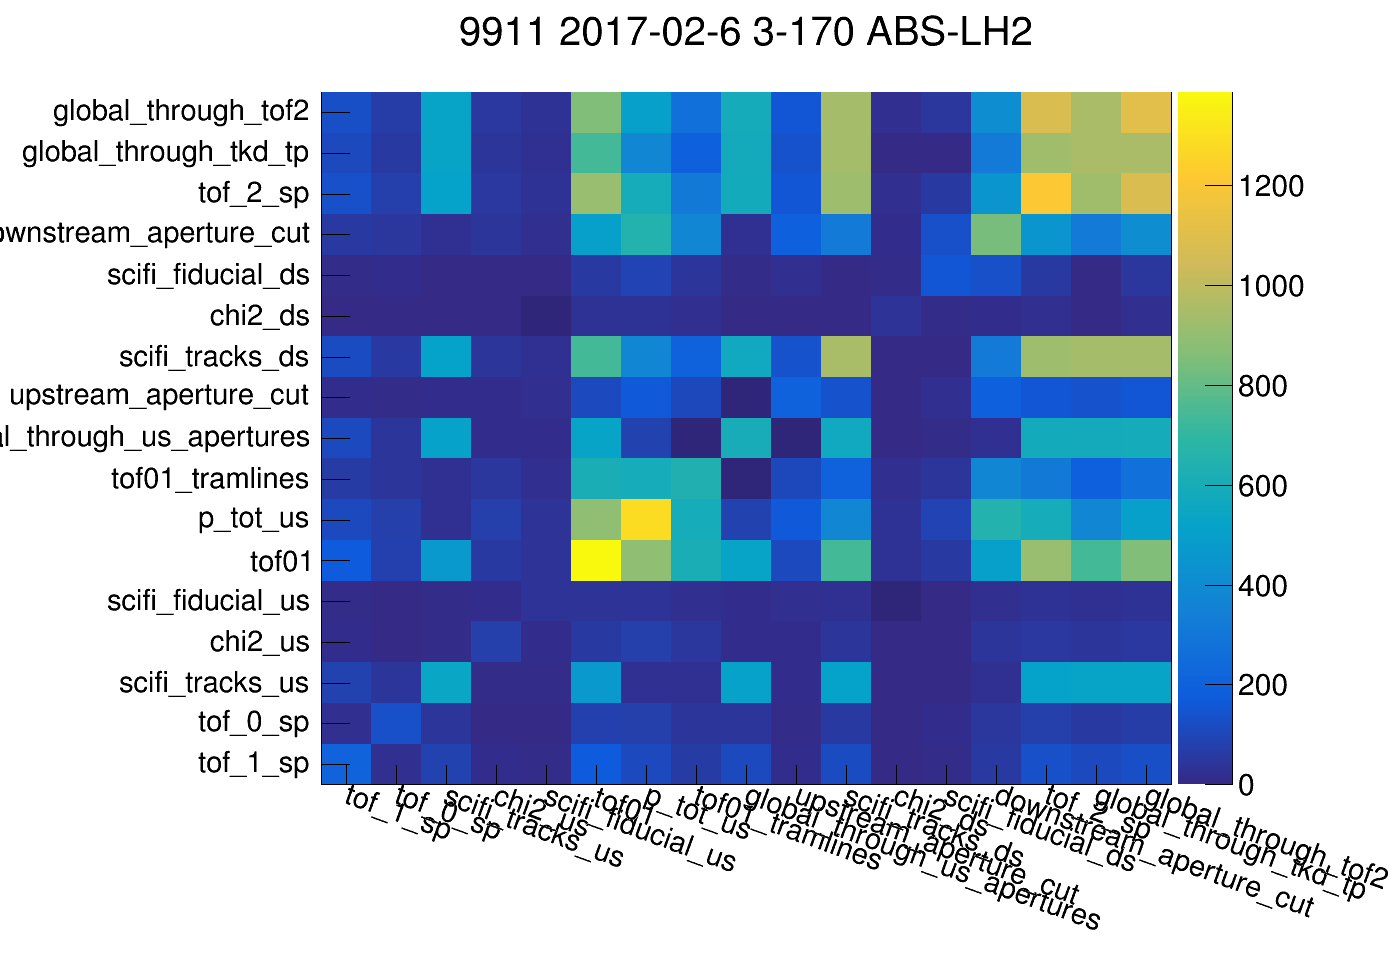 9911 2017-02-6 3-170 ABS-LH2
global_through_tof2
global_through_tkd_tp
tof_2_sp
ownstream_aperture_cut
scifi_fiducial_ds
chi2_ds
scifi_tracks_ds
upstream_aperture_cut
al_through_us_apertures
tof01_tramlines
p_tot_us
tof01
scifi_fiducial_us
chi2_us
scifi_tracks_us
tof_0_sp
tof_1_sp
1200
1000
800
600
400
200
0
tof_1_sp
tof_0_sp
scifi_tracks_us
chi2_us
scifi_fiducial_us
tof01
p_tot_us
tof01_tramlines
global_through_us_apertures
upstream_aperture_cut
scifi_tracks_ds
chi2_ds
scifi_fiducial_ds
downstream_aperture_cut
tof_2_sp
global_through_tkd_tp
global_through_tof2